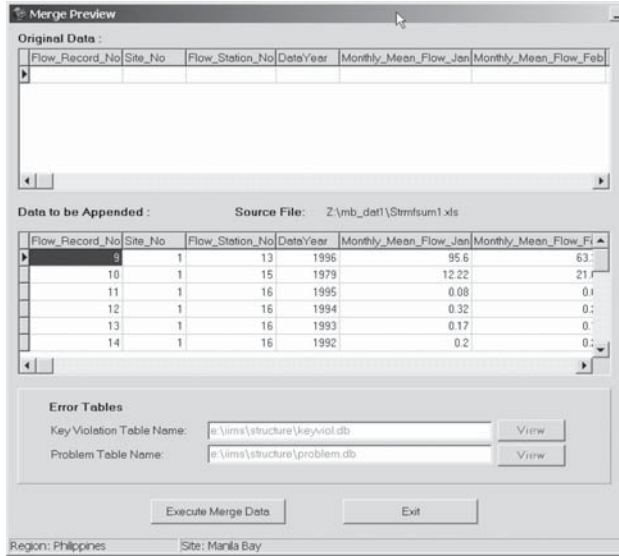 Merge Preview
Original Data :
Flow_Record_No Site_No Flow_Station_No DataYear Monthly_Mean_Flow_Jan Monthly_Mean_Flow_Feb
Data to be Appended : Source File: Z:\mb_dat1\Strmfsum1.xls
Flow_Record_No Site_No Flow_Station_No DataYear Monthly_Mean_Flow_Jan
9 1 13 1996 95.6
10 1 15 1979 12.22
11 1 16 1995 0.08
12 1 16 1994 0.32
13 1 16 1993 0.17
14 1 16 1992 0.2
Error Tables
Key Violation Table Name: e:\iims\structure\keyviol.db View
Problem Table Name: e:\iims\structure\problem.db View
Execute Merge Data Exit
Region: Philippines Site: Manila Bay